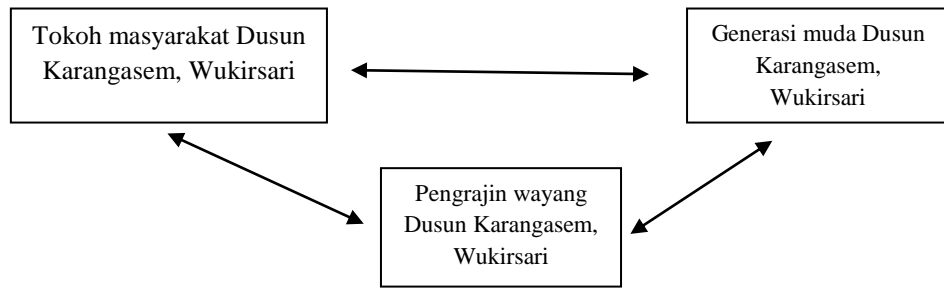 Tokoh masyarakat Dusun
Karangasem, Wukirsari
Generasi muda Dusun
Karangasem,
Wukirsari
Pengrajin wayang
Dusun Karangasem,
Wukirsari